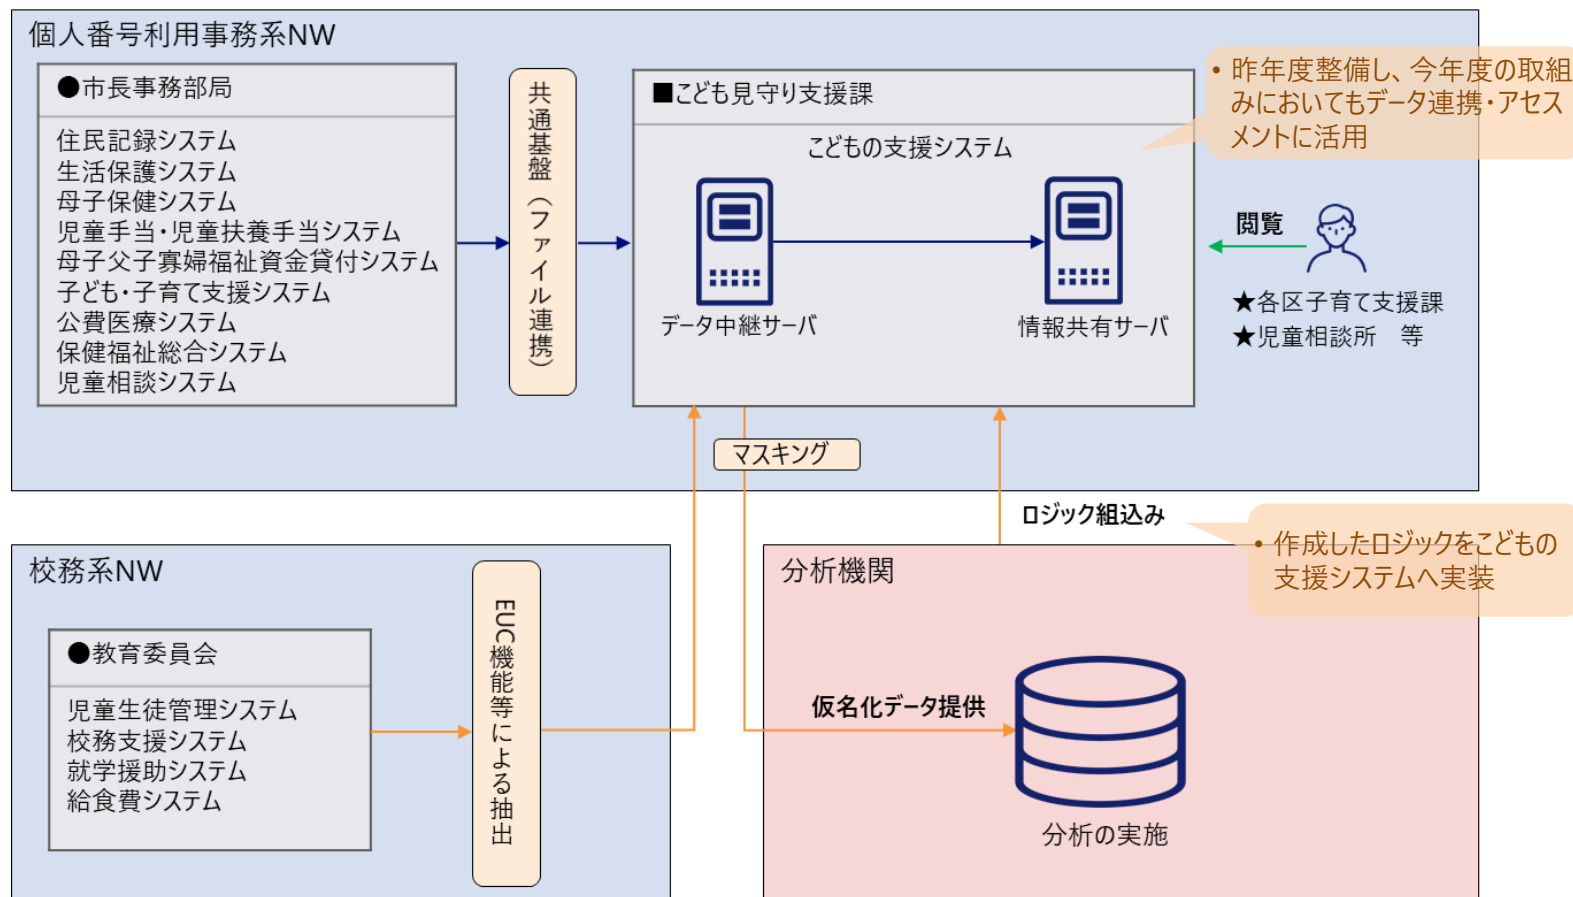 個人番号利用事務系NW
●市長事務部局
住民記録システム
生活保護システム
母子保健システム
児童手当・児童扶養手当システム
母子父子寡婦福祉資金貸付システム
子ども・子育て支援システム
公費医療システム
保健福祉総合システム
児童相談システム
共通基盤（ファイル連携）
■こども見守り支援課
こどもの支援システム
データ中継サーバ
情報共有サーバ
• 昨年度整備し、今年度の取組
みにおいてもデータ連携・アセス
メントに活用
閲覧
★各区子育て支援課
★児童相談所　等
マスキング
ロジック組込み
• 作成したロジックをこどもの
支援システムへ実装
校務系NW
●教育委員会
児童生徒管理システム
校務支援システム
就学援助システム
給食費システム
EUC機能等による抽出
分析機関
仮名化データ提供
分析の実施